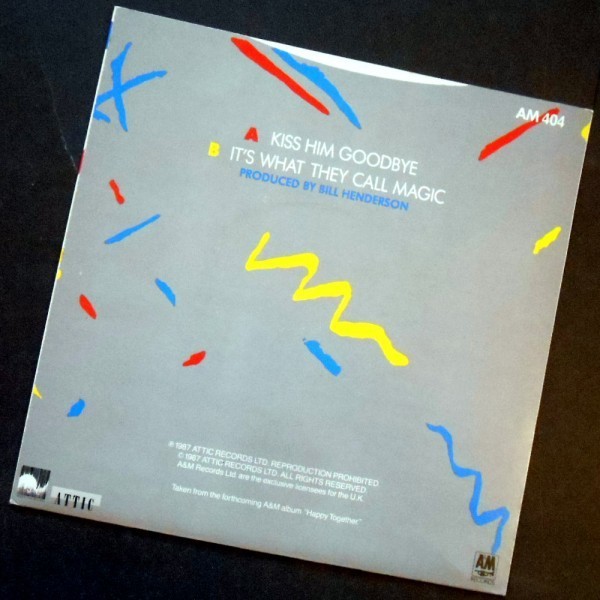 AM 404
A KISS HIM GOODBYE
B IT'S WHAT THEY CALL MAGIC
PRODUCED BY BILL HENDERSON
℗ 1987 ATTIC RECORDS LTD. REPRODUCTION PROHIBITED
© 1987 ATTIC RECORDS LTD. ALL RIGHTS RESERVED
A&M Records Ltd. are the exclusive licensees for the U.K.
Taken from the forthcoming A&M album "Happy Together"
ATTIC
AM
RECORDS